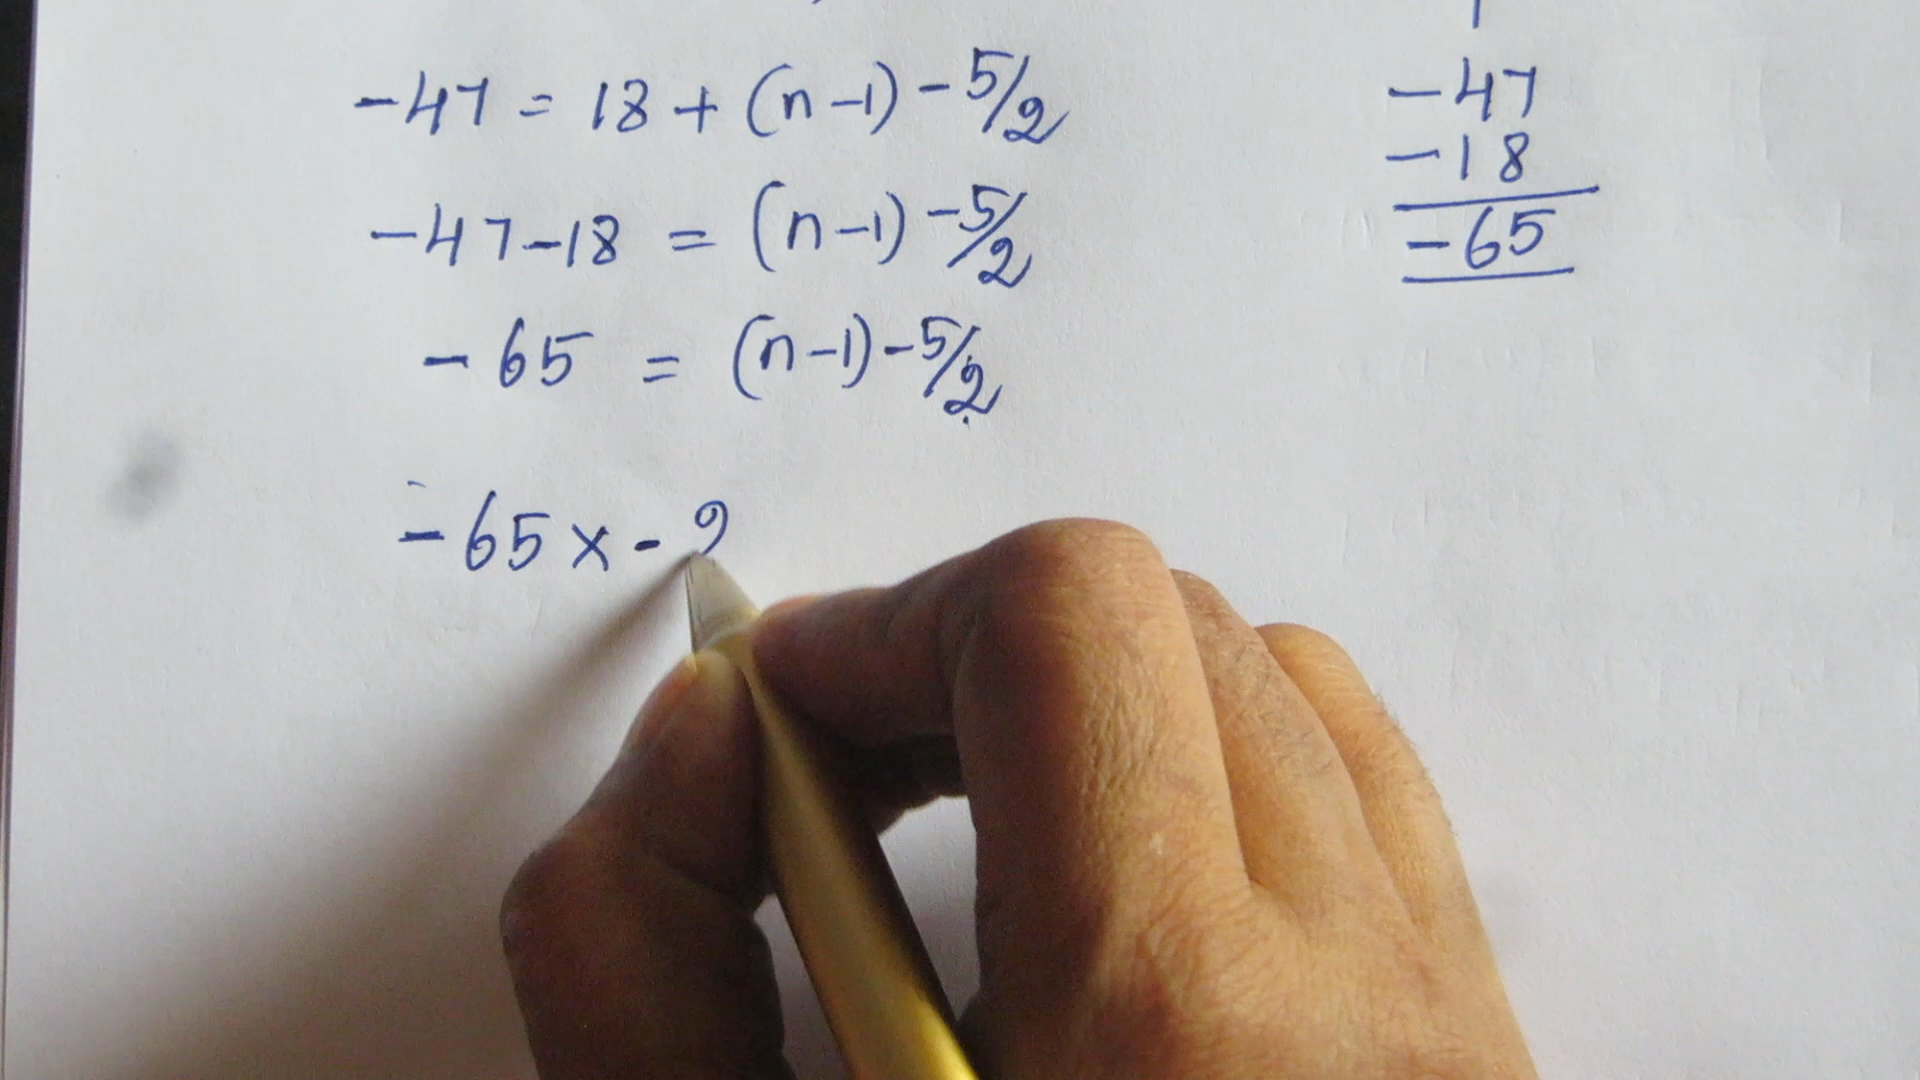 -47 = 18 + (n-1) -5/2
-47-18 = (n-1) -5/2
-65 = (n-1) -5/2
-65 x - 2
-47
-18
-65